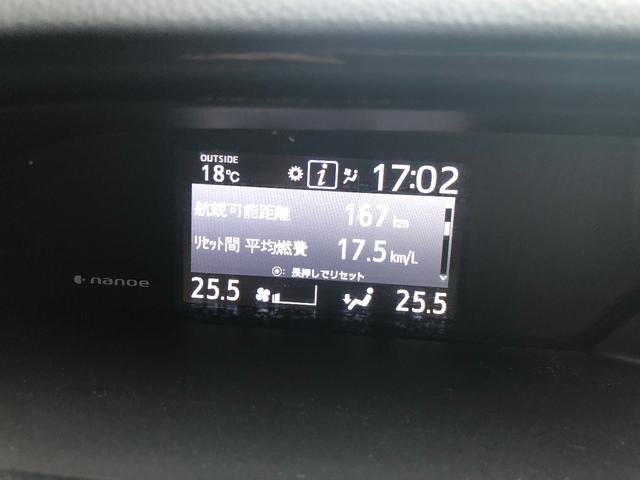 OUTSIDE
18℃ i 17:02
航続可能距離 167 km
リセット間 平均燃費 17.5 km/L
◉: 長押しでリセット
25.5 25.5
nanoe